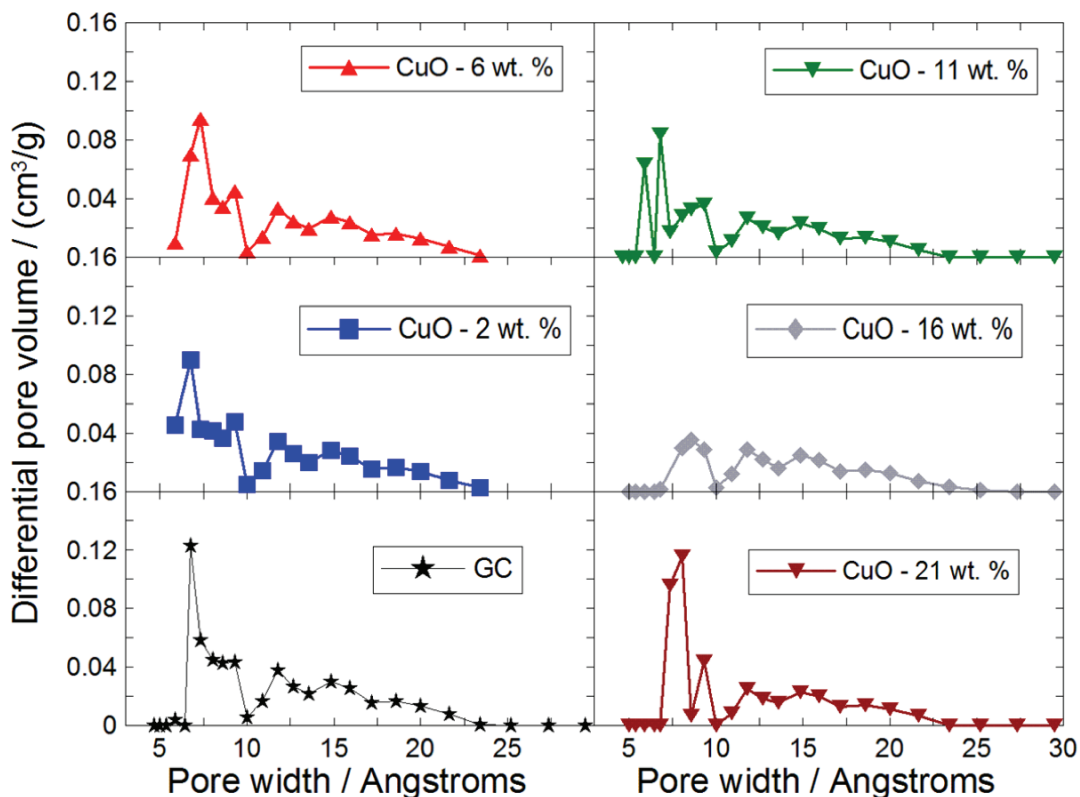 Differential pore volume / (cm³/g)
0.16
0.12
0.08
0.04
0.16
0.12
0.08
0.04
0.16
0.12
0.08
0.04
0
CuO - 6 wt. %
CuO - 11 wt. %
CuO - 2 wt. %
CuO - 16 wt. %
GC
CuO - 21 wt. %
5 10 15 20 25 5 10 15 20 25 30
Pore width / Angstroms Pore width / Angstroms